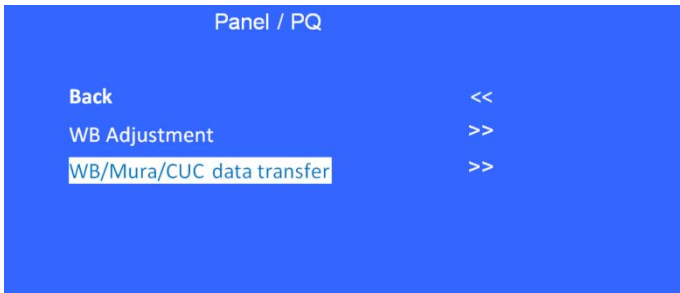 Panel / PQ
Back <<
WB Adjustment >>
WB/Mura/CUC data transfer >>